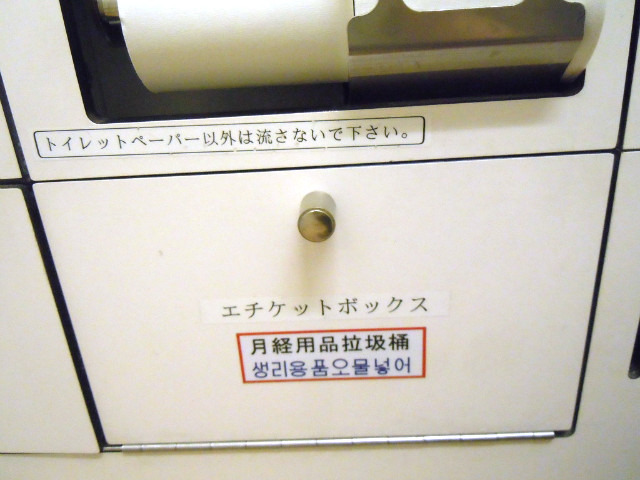 トイレットペーパー以外は流さないで下さい。
エチケットボックス
月経用品拉圾桶
생리용품오물넣어